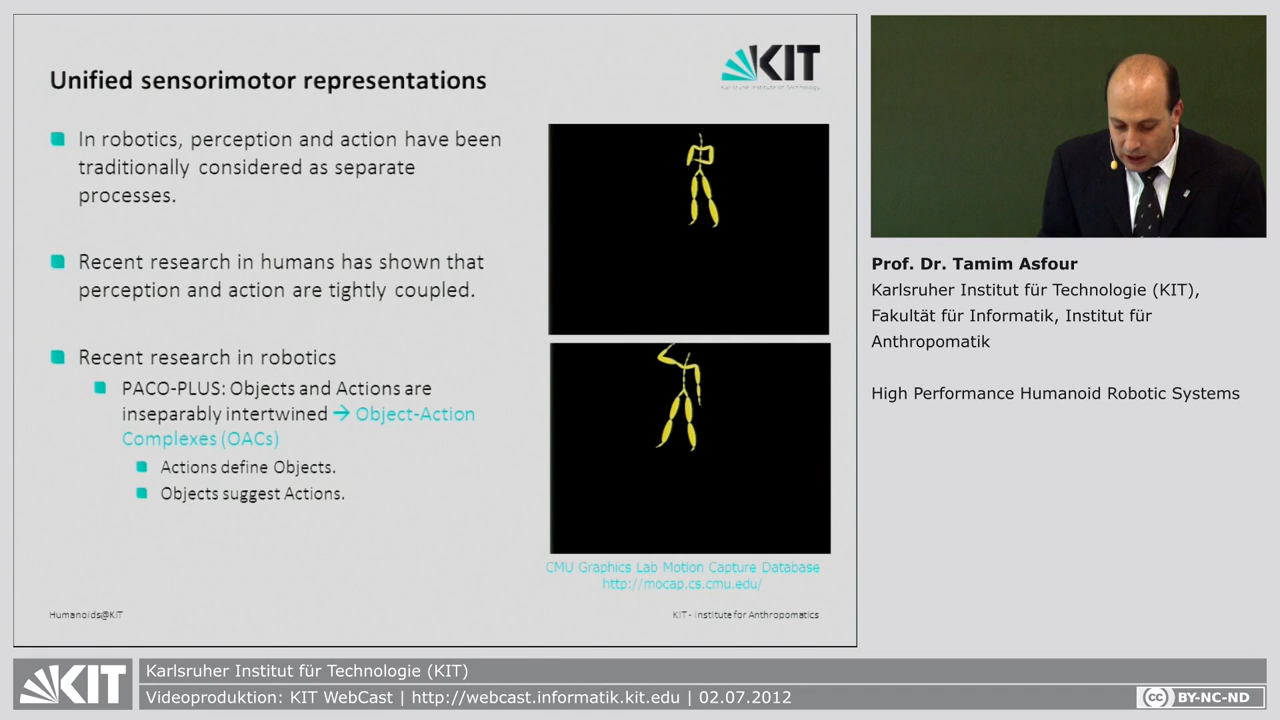 KIT
Karlsruhe Institute of Technology
Unified sensorimotor representations
In robotics, perception and action have been
traditionally considered as separate
processes.
Recent research in humans has shown that
perception and action are tightly coupled.
Recent research in robotics
PACO-PLUS: Objects and Actions are
inseparably intertwined → Object-Action
Complexes (OACs)
Actions define Objects.
Objects suggest Actions.
CMU Graphics Lab Motion Capture Database
http://mocap.cs.cmu.edu/
Humanoids@KIT
KIT - Institute for Anthropomatics
Prof. Dr. Tamim Asfour
Karlsruher Institut für Technologie (KIT),
Fakultät für Informatik, Institut für
Anthropomatik
High Performance Humanoid Robotic Systems
KIT
Karlsruher Institut für Technologie (KIT)
Videoproduktion: KIT WebCast | http://webcast.informatik.kit.edu | 02.07.2012
cc BY-NC-ND